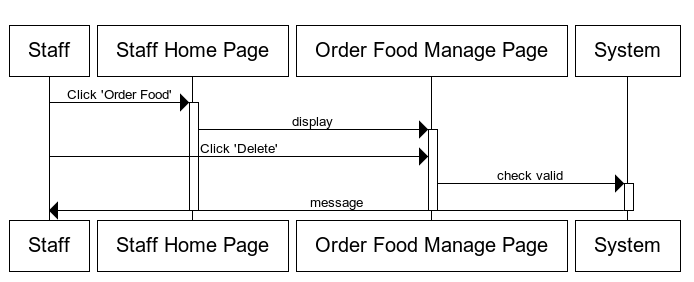 Staff
Staff Home Page
Order Food Manage Page
System
Click 'Order Food'
display
Click 'Delete'
check valid
message
Staff
Staff Home Page
Order Food Manage Page
System